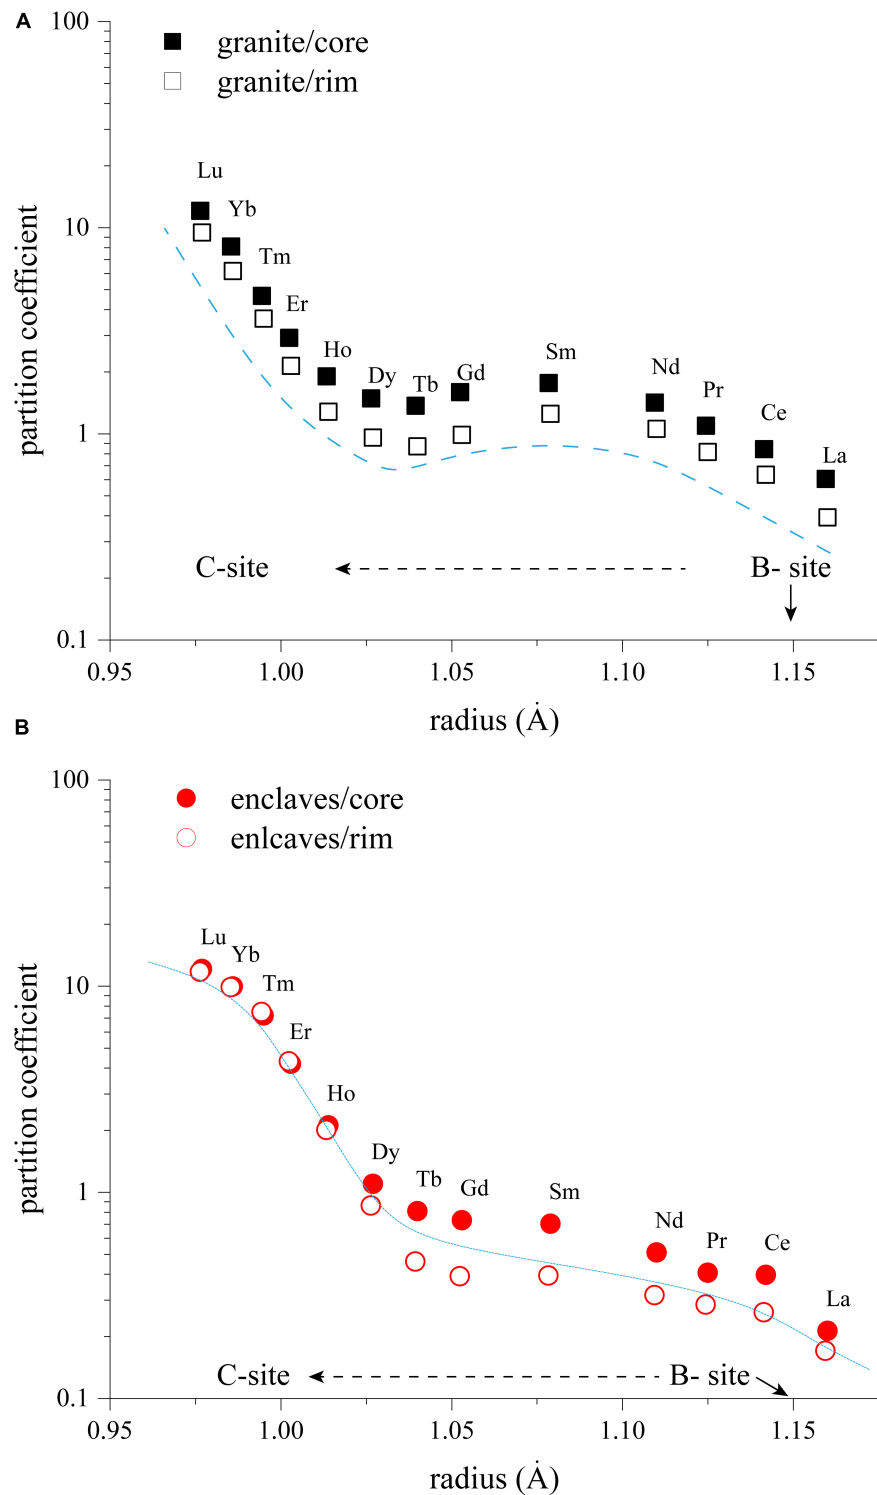 A
100
granite/core
granite/rim
Lu
Yb
Tm
Er
Ho
Dy
Tb
Gd
Sm
Nd
Pr
Ce
La
10
1
0.1
partition coefficient
C-site
B- site
0.95
1.00
1.05
1.10
1.15
radius (Å)
B
100
enclaves/core
enlcaves/rim
Lu
Yb
Tm
Er
Ho
Dy
Tb
Gd
Sm
Nd
Pr
Ce
La
10
1
0.1
partition coefficient
C-site
B- site
0.95
1.00
1.05
1.10
1.15
radius (Å)